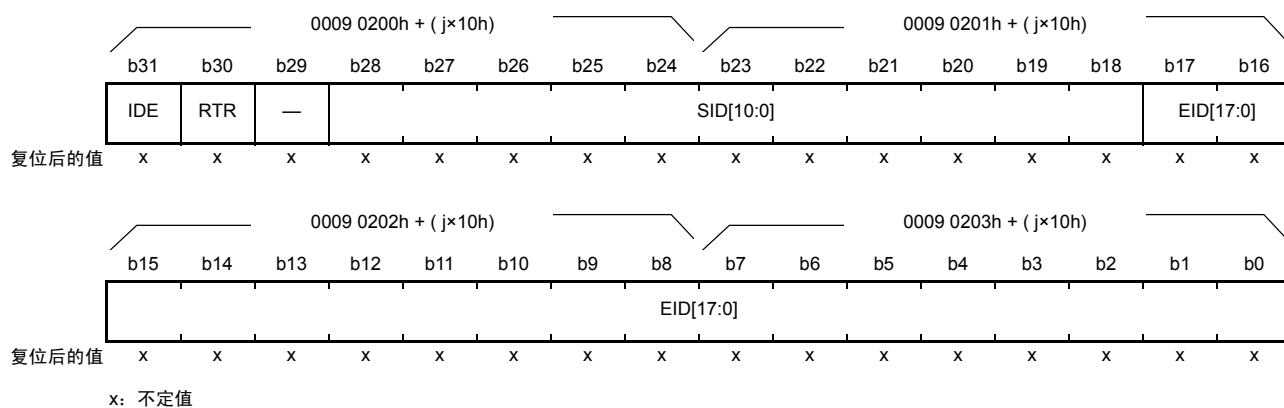 0009 0200h + ( j×10h) 0009 0201h + (j×10h)
b31 b30 b29 b28 b27 b26 b25 b24 b23 b22 b21 b20 b19 b18 b17 b16
IDE RTR — SID[10:0] EID[17:0]
复位后的值 x x x x x x x x x x x x x x x x
0009 0202h + ( j×10h) 0009 0203h + (j×10h)
b15 b14 b13 b12 b11 b10 b9 b8 b7 b6 b5 b4 b3 b2 b1 b0
EID[17:0]
复位后的值 x x x x x x x x x x x x x x x x
x：不定值